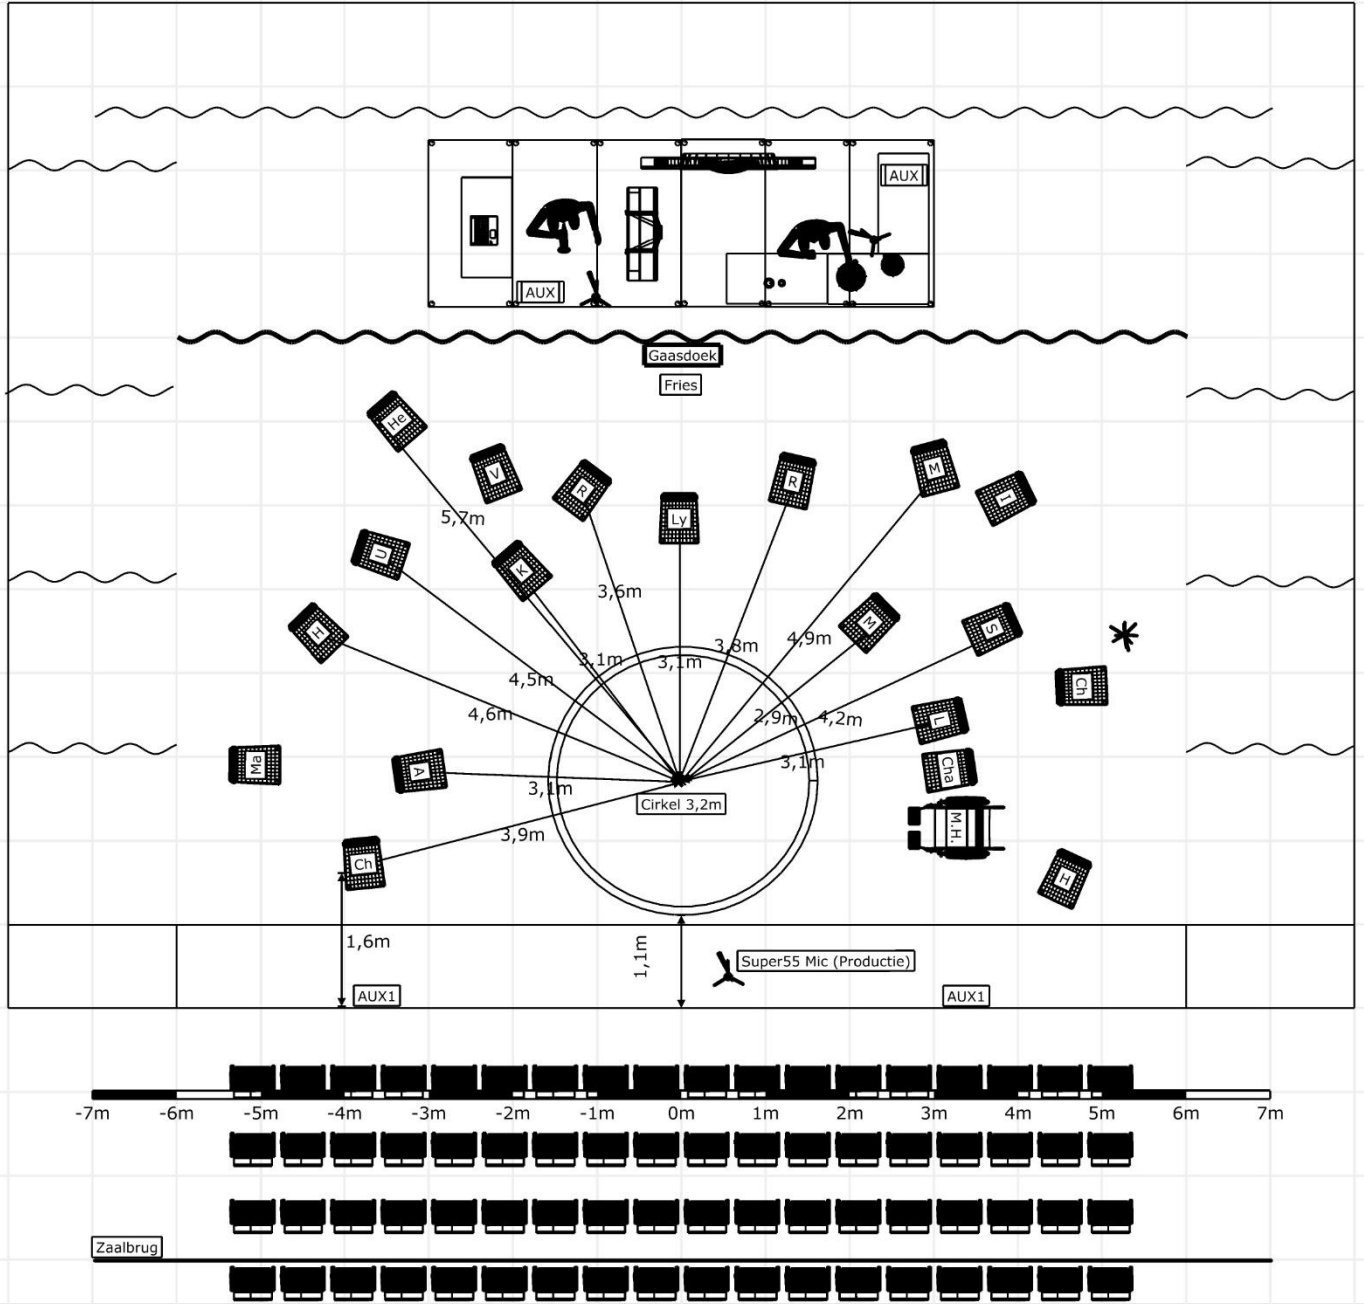 AUX
AUX
Gaasdoek
Fries
He
V
R
Ly
R
M
I
5,7m
U
K
3,6m
H
M
S
3,1m
3,1m
3,8m
4,9m
4,5m
Ch
4,6m
2,9m
4,2m
L
Ma
A
3,1m
3,1m
Cha
Cirkel 3,2m
3,9m
M.H.
Ch
H
1,6m
1,1m
Super55 Mic (Productie)
AUX1
AUX1
-7m -6m -5m -4m -3m -2m -1m 0m 1m 2m 3m 4m 5m 6m 7m
Zaalbrug